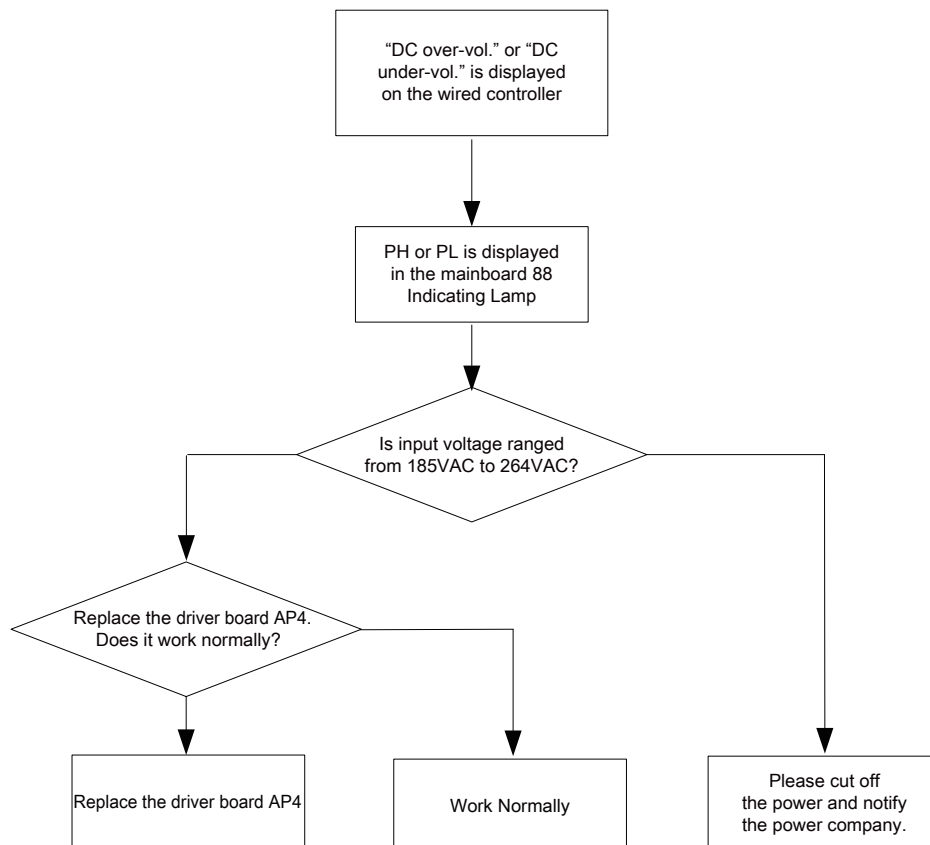 “DC over-vol.” or “DC
under-vol.” is displayed
on the wired controller
PH or PL is displayed
in the mainboard 88
Indicating Lamp
Is input voltage ranged
from 185VAC to 264VAC?
Replace the driver board AP4.
Does it work normally?
Replace the driver board AP4
Work Normally
Please cut off
the power and notify
the power company.